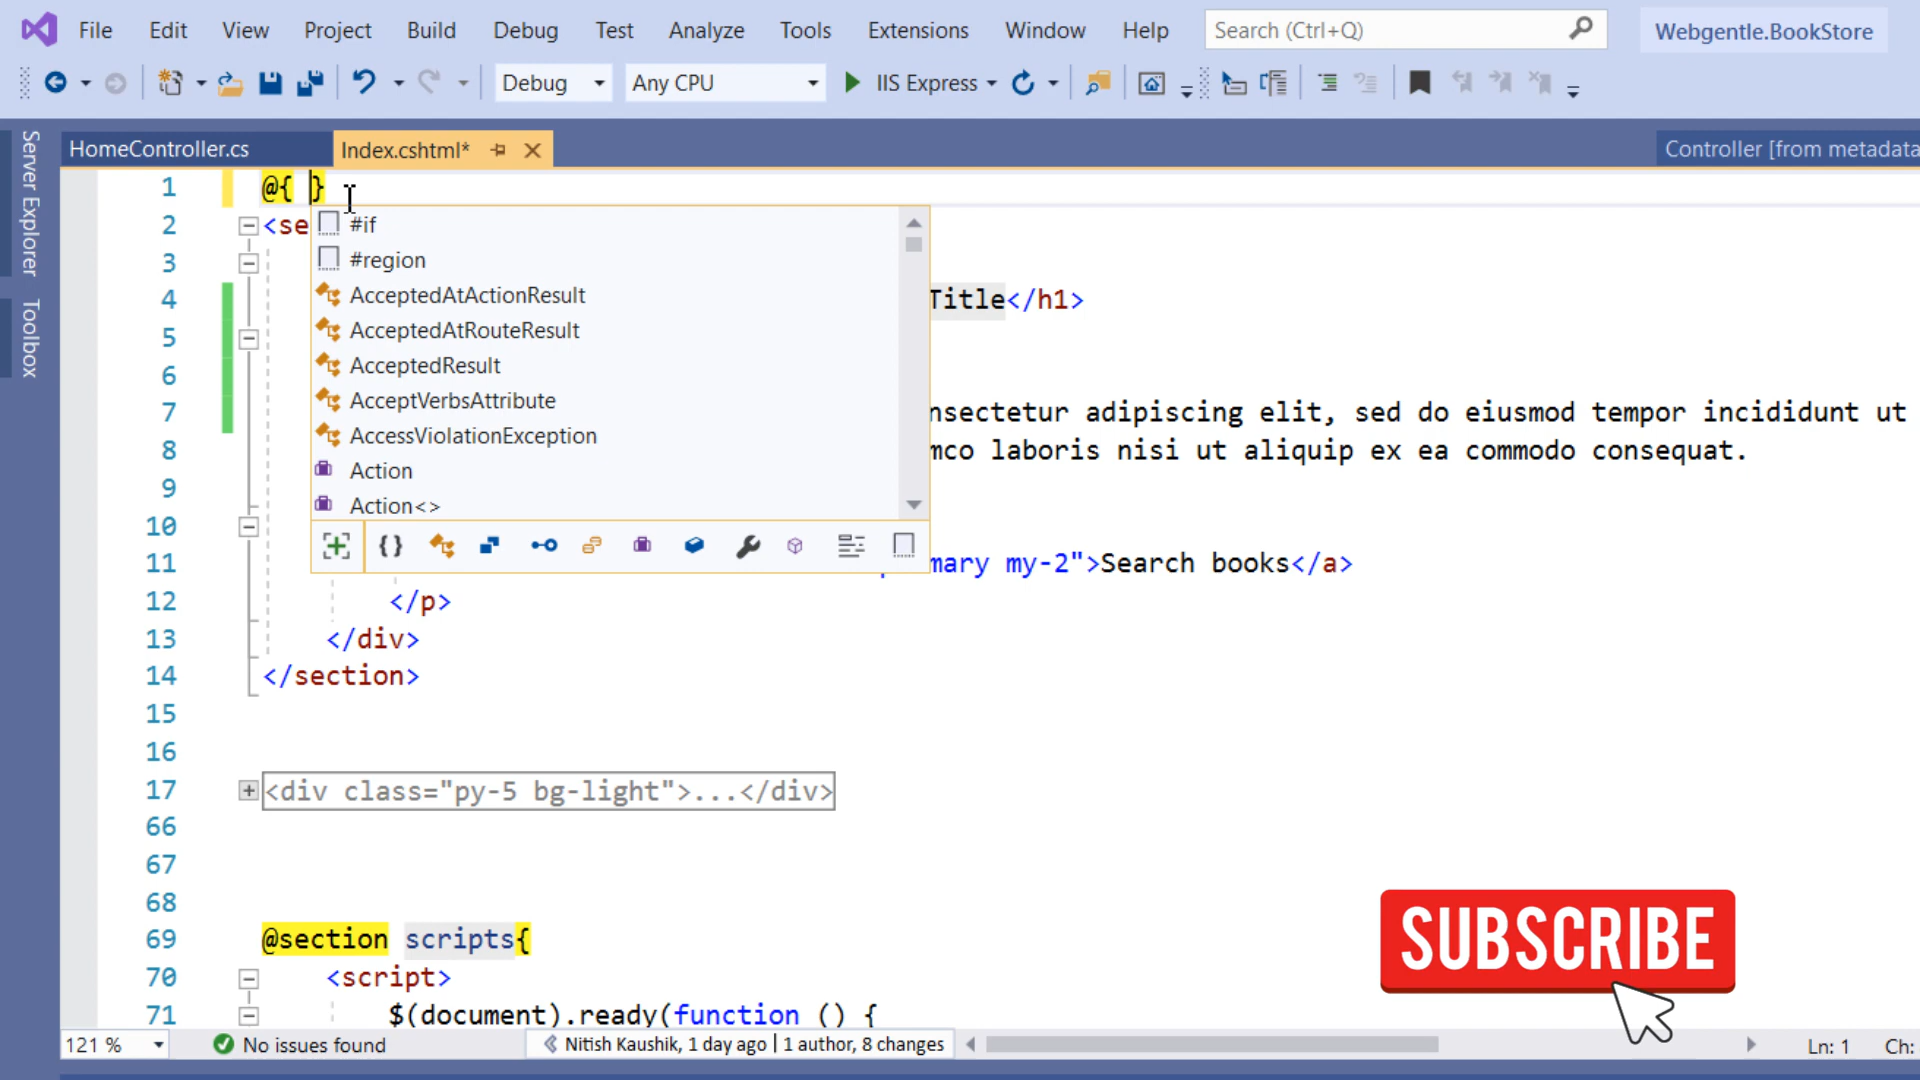 File Edit View Project Build Debug Test Analyze Tools Extensions Window Help Search (Ctrl+Q) Webgentle.BookStore
Debug Any CPU IIS Express
Server Explorer
Toolbox
HomeController.cs Index.cshtml* Controller [from metadata
1 @{ }
2 <se
3
4 Title</h1>
5
6
7 nsectetur adipiscing elit, sed do eiusmod tempor incididunt ut
8 mco laboris nisi ut aliquip ex ea commodo consequat.
9
10
11 mary my-2">Search books</a>
12 </p>
13 </div>
14 </section>
15
16
17 <div class="py-5 bg-light">...</div>
66
67
68
69 @section scripts{
70 <script>
71 $(document).ready(function () {
#if
#region
AcceptedAtActionResult
AcceptedAtRouteResult
AcceptedResult
AcceptVerbsAttribute
AccessViolationException
Action
Action<>
SUBSCRIBE
121 % No issues found Nitish Kaushik, 1 day ago | 1 author, 8 changes Ln: 1 Ch: